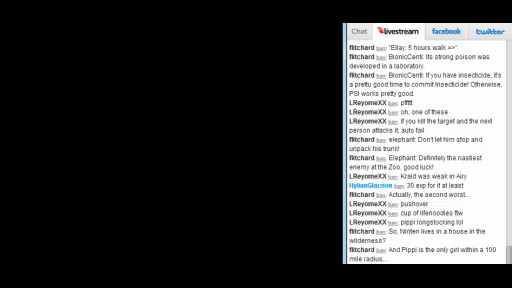 Chat livestream facebook twitter
flitchard ban: "Ellay: 5 hours walk =>"
flitchard ban: BionicCenti: Its strong poison was
developed in a laboratory.
flitchard ban: BionicCenti: If you have insecticide, it's
a prettu good time to commit Insecticide! Otherwise,
PSI works pretty good.
LReyomeXX ban: pffftt
LReyomeXX ban: oh, one of these
LReyomeXX ban: if you kill the target and the next
person attacks it, auto fail
flitchard ban: elephant: Don't let him stop and
unpack his trunk!
flitchard ban: Elephant: Definitely the nastiest
enemy at the Zoo. good luck!
LReyomeXX ban: Kraid was weak in Airy
HylianGlaceon ban: 30 exp for it at least
flitchard ban: Actually, the second worst...
LReyomeXX ban: pushover
LReyomeXX ban: cup of lifenoodles ftw
LReyomeXX ban: pippi longstocking lol
flitchard ban: So, Ninten lives in a house in the
wilderness?
flitchard ban: And Pippi is the only girl within a 100
mile radius...